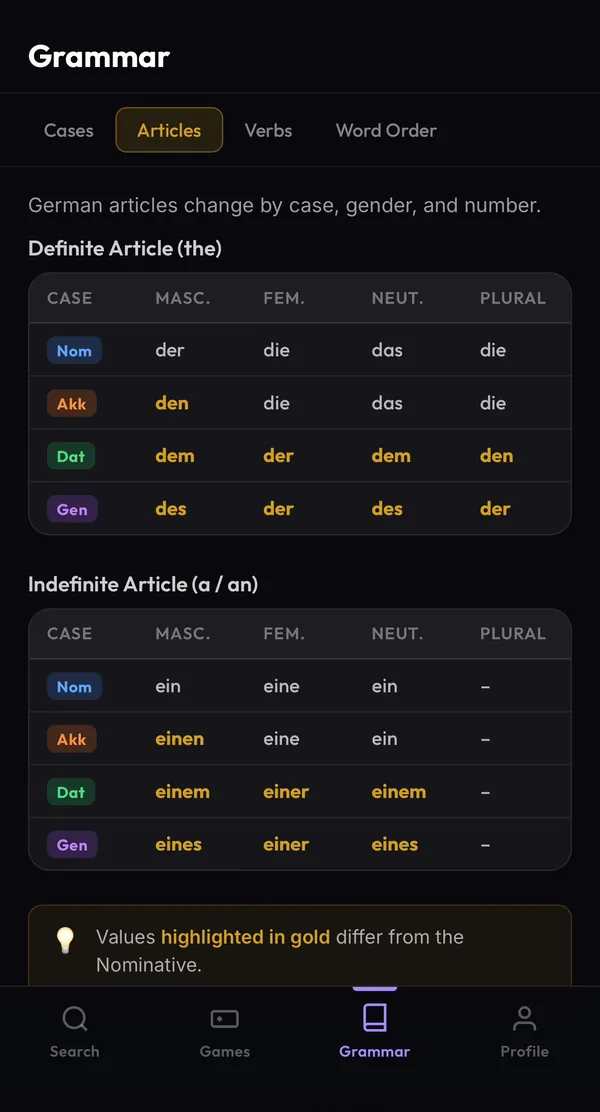 Grammar
Cases Articles Verbs Word Order
German articles change by case, gender, and number.
Definite Article (the)
CASE MASC. FEM. NEUT. PLURAL
Nom der die das die
Akk den die das die
Dat dem der dem den
Gen des der des der
Indefinite Article (a / an)
CASE MASC. FEM. NEUT. PLURAL
Nom ein eine ein –
Akk einen eine ein –
Dat einem einer einem –
Gen eines einer eines –
Values highlighted in gold differ from the
Nominative.
Search Games Grammar Profile